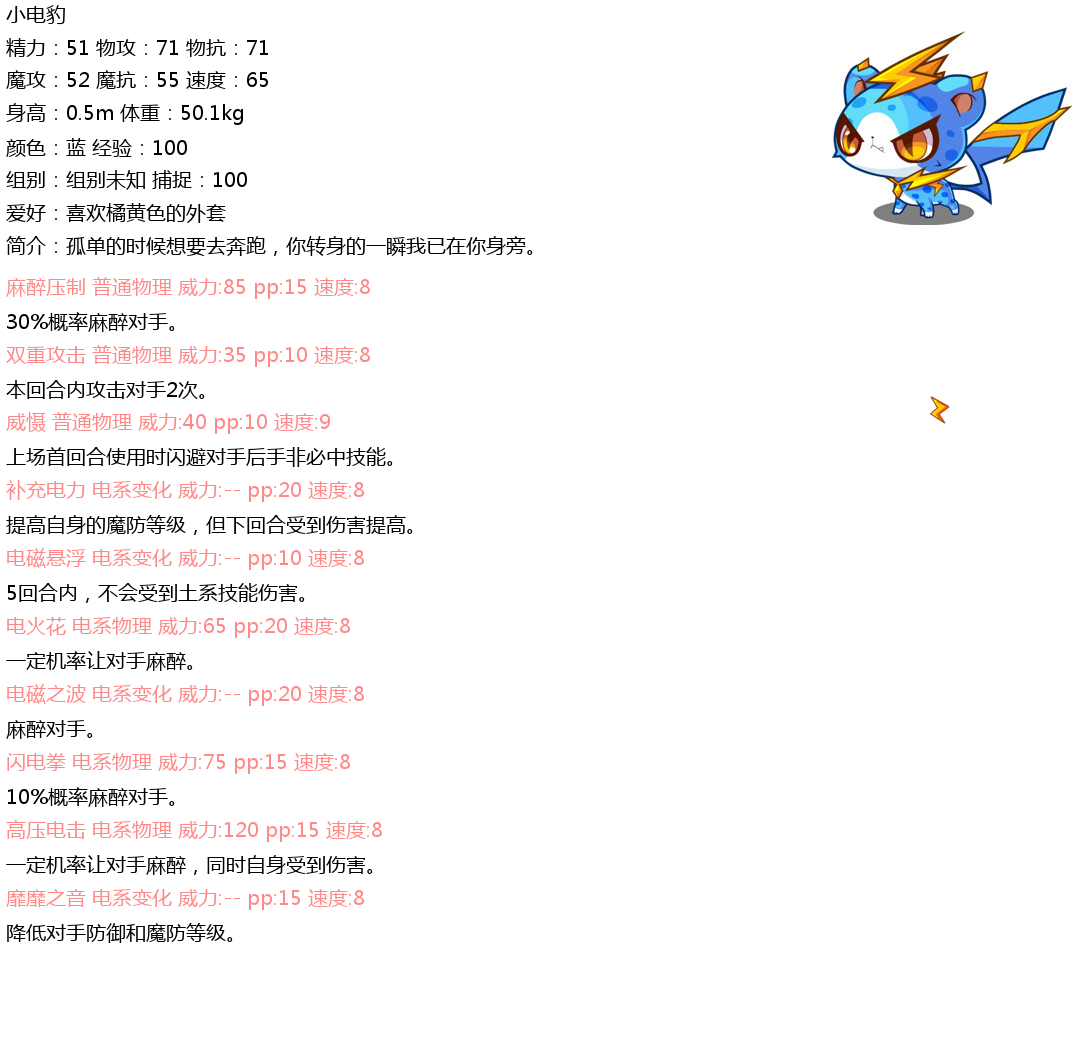 小电豹
精力：51 物攻：71 物抗：71
魔攻：52 魔抗：55 速度：65
身高：0.5m 体重：50.1kg
颜色：蓝 经验：100
组别：组别未知 捕捉：100
爱好：喜欢橘黄色的外套
简介：孤单的时候想要去奔跑，你转身的一瞬我已在你身旁。
麻醉压制 普通物理 威力:85 pp:15 速度:8
30%概率麻醉对手。
双重攻击 普通物理 威力:35 pp:10 速度:8
本回合内攻击对手2次。
威慑 普通物理 威力:40 pp:10 速度:9
上场首回合使用时闪避对手后手非必中技能。
补充电力 电系变化 威力:-- pp:20 速度:8
提高自身的魔防等级，但下回合受到伤害提高。
电磁悬浮 电系变化 威力:-- pp:10 速度:8
5回合内，不会受到土系技能伤害。
电火花 电系物理 威力:65 pp:20 速度:8
一定机率让对手麻醉。
电磁之波 电系变化 威力:-- pp:20 速度:8
麻醉对手。
闪电拳 电系物理 威力:75 pp:15 速度:8
10%概率麻醉对手。
高压电击 电系物理 威力:120 pp:15 速度:8
一定机率让对手麻醉，同时自身受到伤害。
靡靡之音 电系变化 威力:-- pp:15 速度:8
降低对手防御和魔防等级。